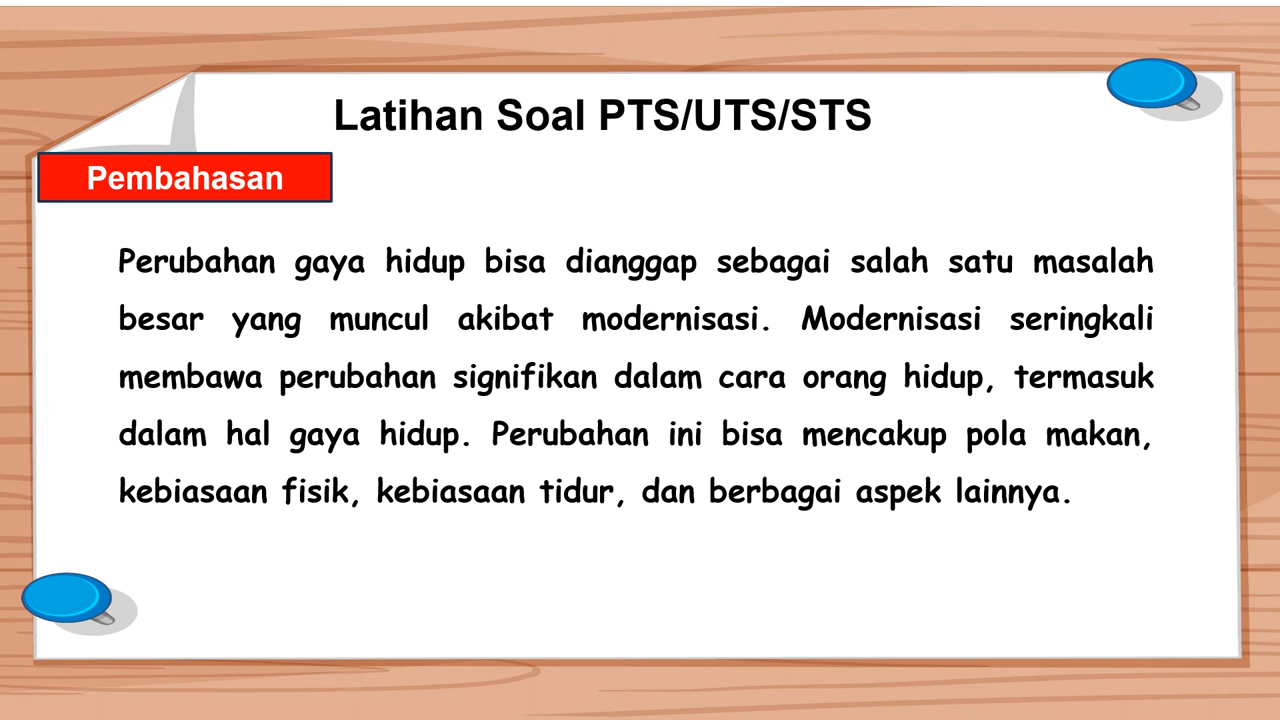 Latihan Soal PTS/UTS/STS
Pembahasan
Perubahan gaya hidup bisa dianggap sebagai salah satu masalah
besar yang muncul akibat modernisasi. Modernisasi seringkali
membawa perubahan signifikan dalam cara orang hidup, termasuk
dalam hal gaya hidup. Perubahan ini bisa mencakup pola makan,
kebiasaan fisik, kebiasaan tidur, dan berbagai aspek lainnya.